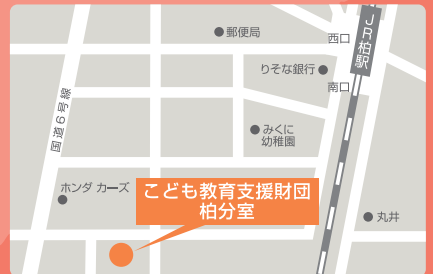 郵便局
西口
JR柏駅
りそな銀行
南口
国道6号線
みくに
幼稚園
ホンダ カーズ
こども教育支援財団
柏分室
丸井